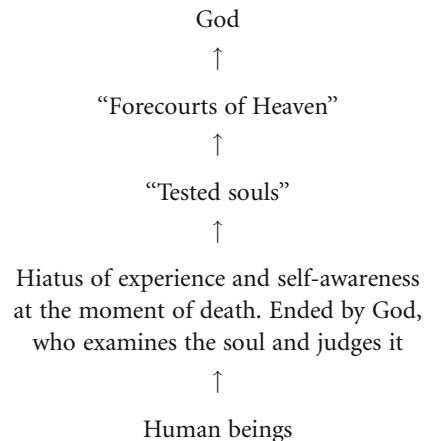 God
↑
“Forecourts of Heaven”
↑
“Tested souls”
↑
Hiatus of experience and self-awareness
at the moment of death. Ended by God,
who examines the soul and judges it
↑
Human beings